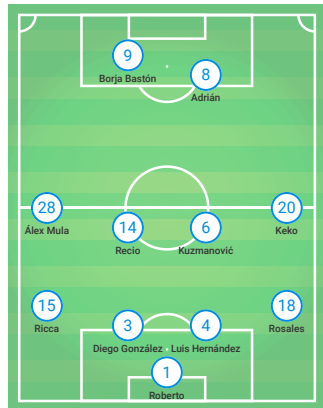 9
Borja Bastón
8
Adrián
28
Álex Mula
14
Recio
6
Kuzmanović
20
Keko
15
Ricca
3
Diego González
4
Luis Hernández
18
Rosales
1
Roberto